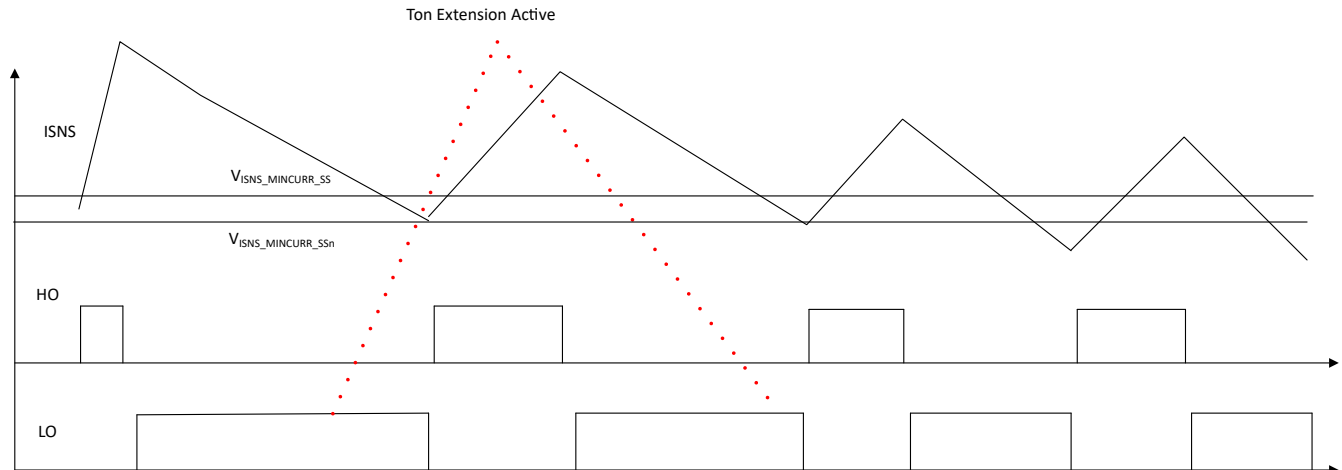 Ton Extension Active
ISNS
VISNS_MINCURR_SS
VISNS_MINCURR_SSn
HO
LO